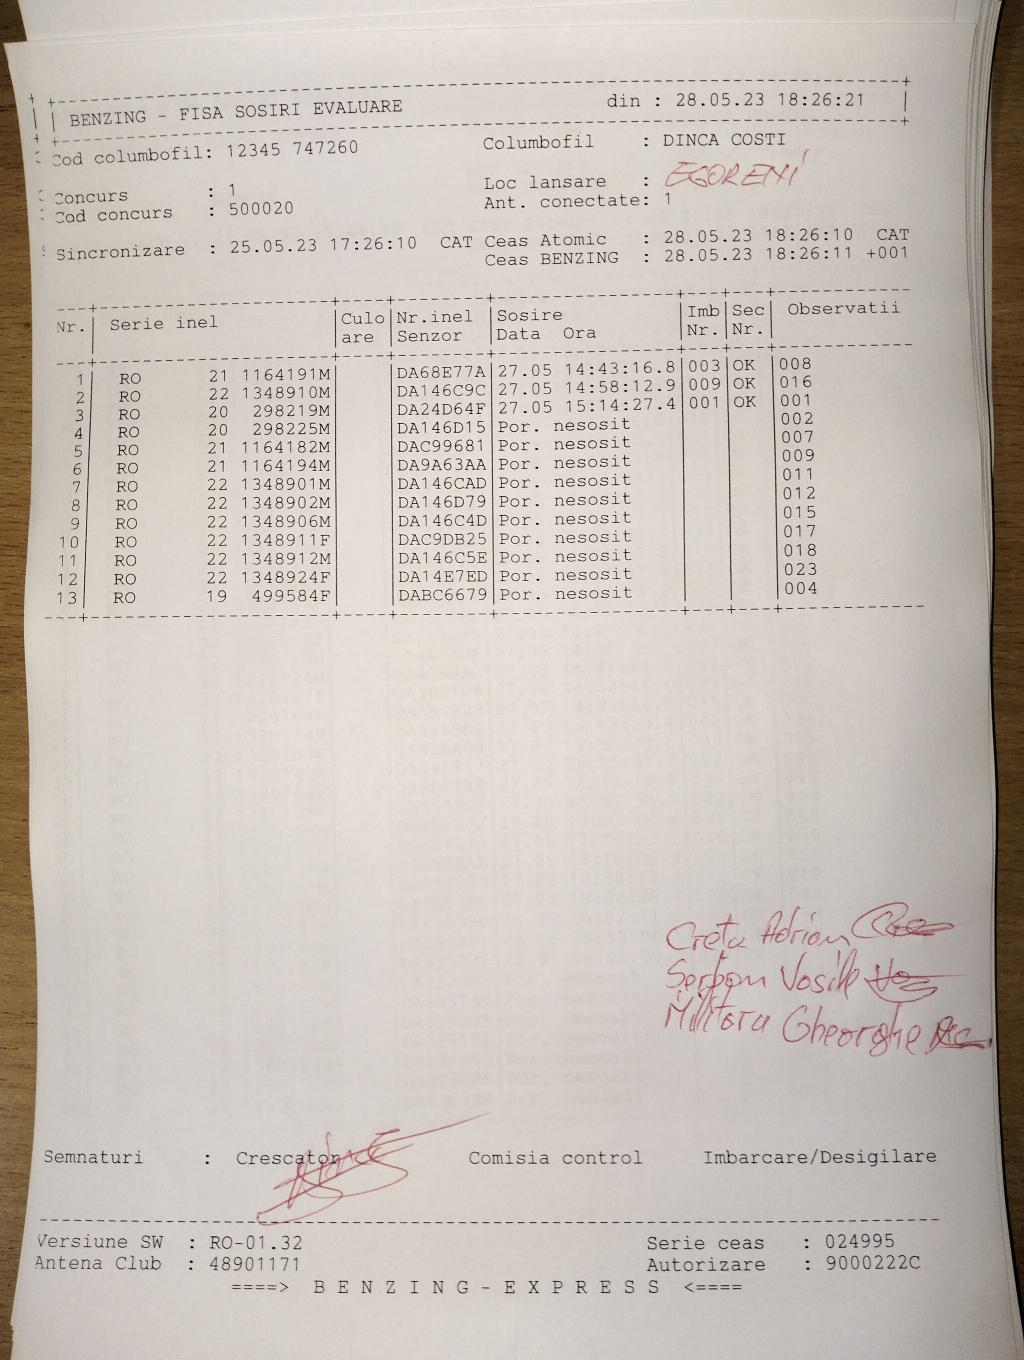 BENZING - FISA SOSIRI EVALUARE din : 28.05.23 18:26:21
Cod columbofil: 12345 747260 Columbofil : DINCA COSTI
Concurs : 1 Loc lansare : EGORENI
Cod concurs : 500020 Ant. conectate: 1
Sincronizare : 25.05.23 17:26:10 CAT Ceas Atomic : 28.05.23 18:26:10 CAT
Ceas BENZING : 28.05.23 18:26:11 +001
Nr. Serie inel Culo Nr.inel Sosire Imb Sec Observatii
are Senzor Data Ora Nr. Nr.
1 RO 21 1164191M DA68E77A 27.05 14:43:16.8 003 OK 008
2 RO 22 1348910M DA146C9C 27.05 14:58:12.9 009 OK 016
3 RO 20 298219M DA24D64F 27.05 15:14:27.4 001 OK 001
4 RO 20 298225M DA146D15 Por. nesosit 002
5 RO 21 1164182M DAC99681 Por. nesosit 007
6 RO 21 1164194M DA9A63AA Por. nesosit 009
7 RO 22 1348901M DA146CAD Por. nesosit 011
8 RO 22 1348902M DA146D79 Por. nesosit 012
9 RO 22 1348906M DA146C4D Por. nesosit 015
10 RO 22 1348911F DAC9DB25 Por. nesosit 017
11 RO 22 1348912M DA146C5E Por. nesosit 018
12 RO 22 1348924F DA14E7ED Por. nesosit 023
13 RO 19 499584F DABC6679 Por. nesosit 004
Creta Adrian
Serban Vasile
Militaru Gheorghe
Semnaturi : Crescator Comisia control Imbarcare/Desigilare
Versiune SW : RO-01.32 Serie ceas : 024995
Antena Club : 48901171 Autorizare : 9000222C
====> B E N Z I N G - E X P R E S S <====